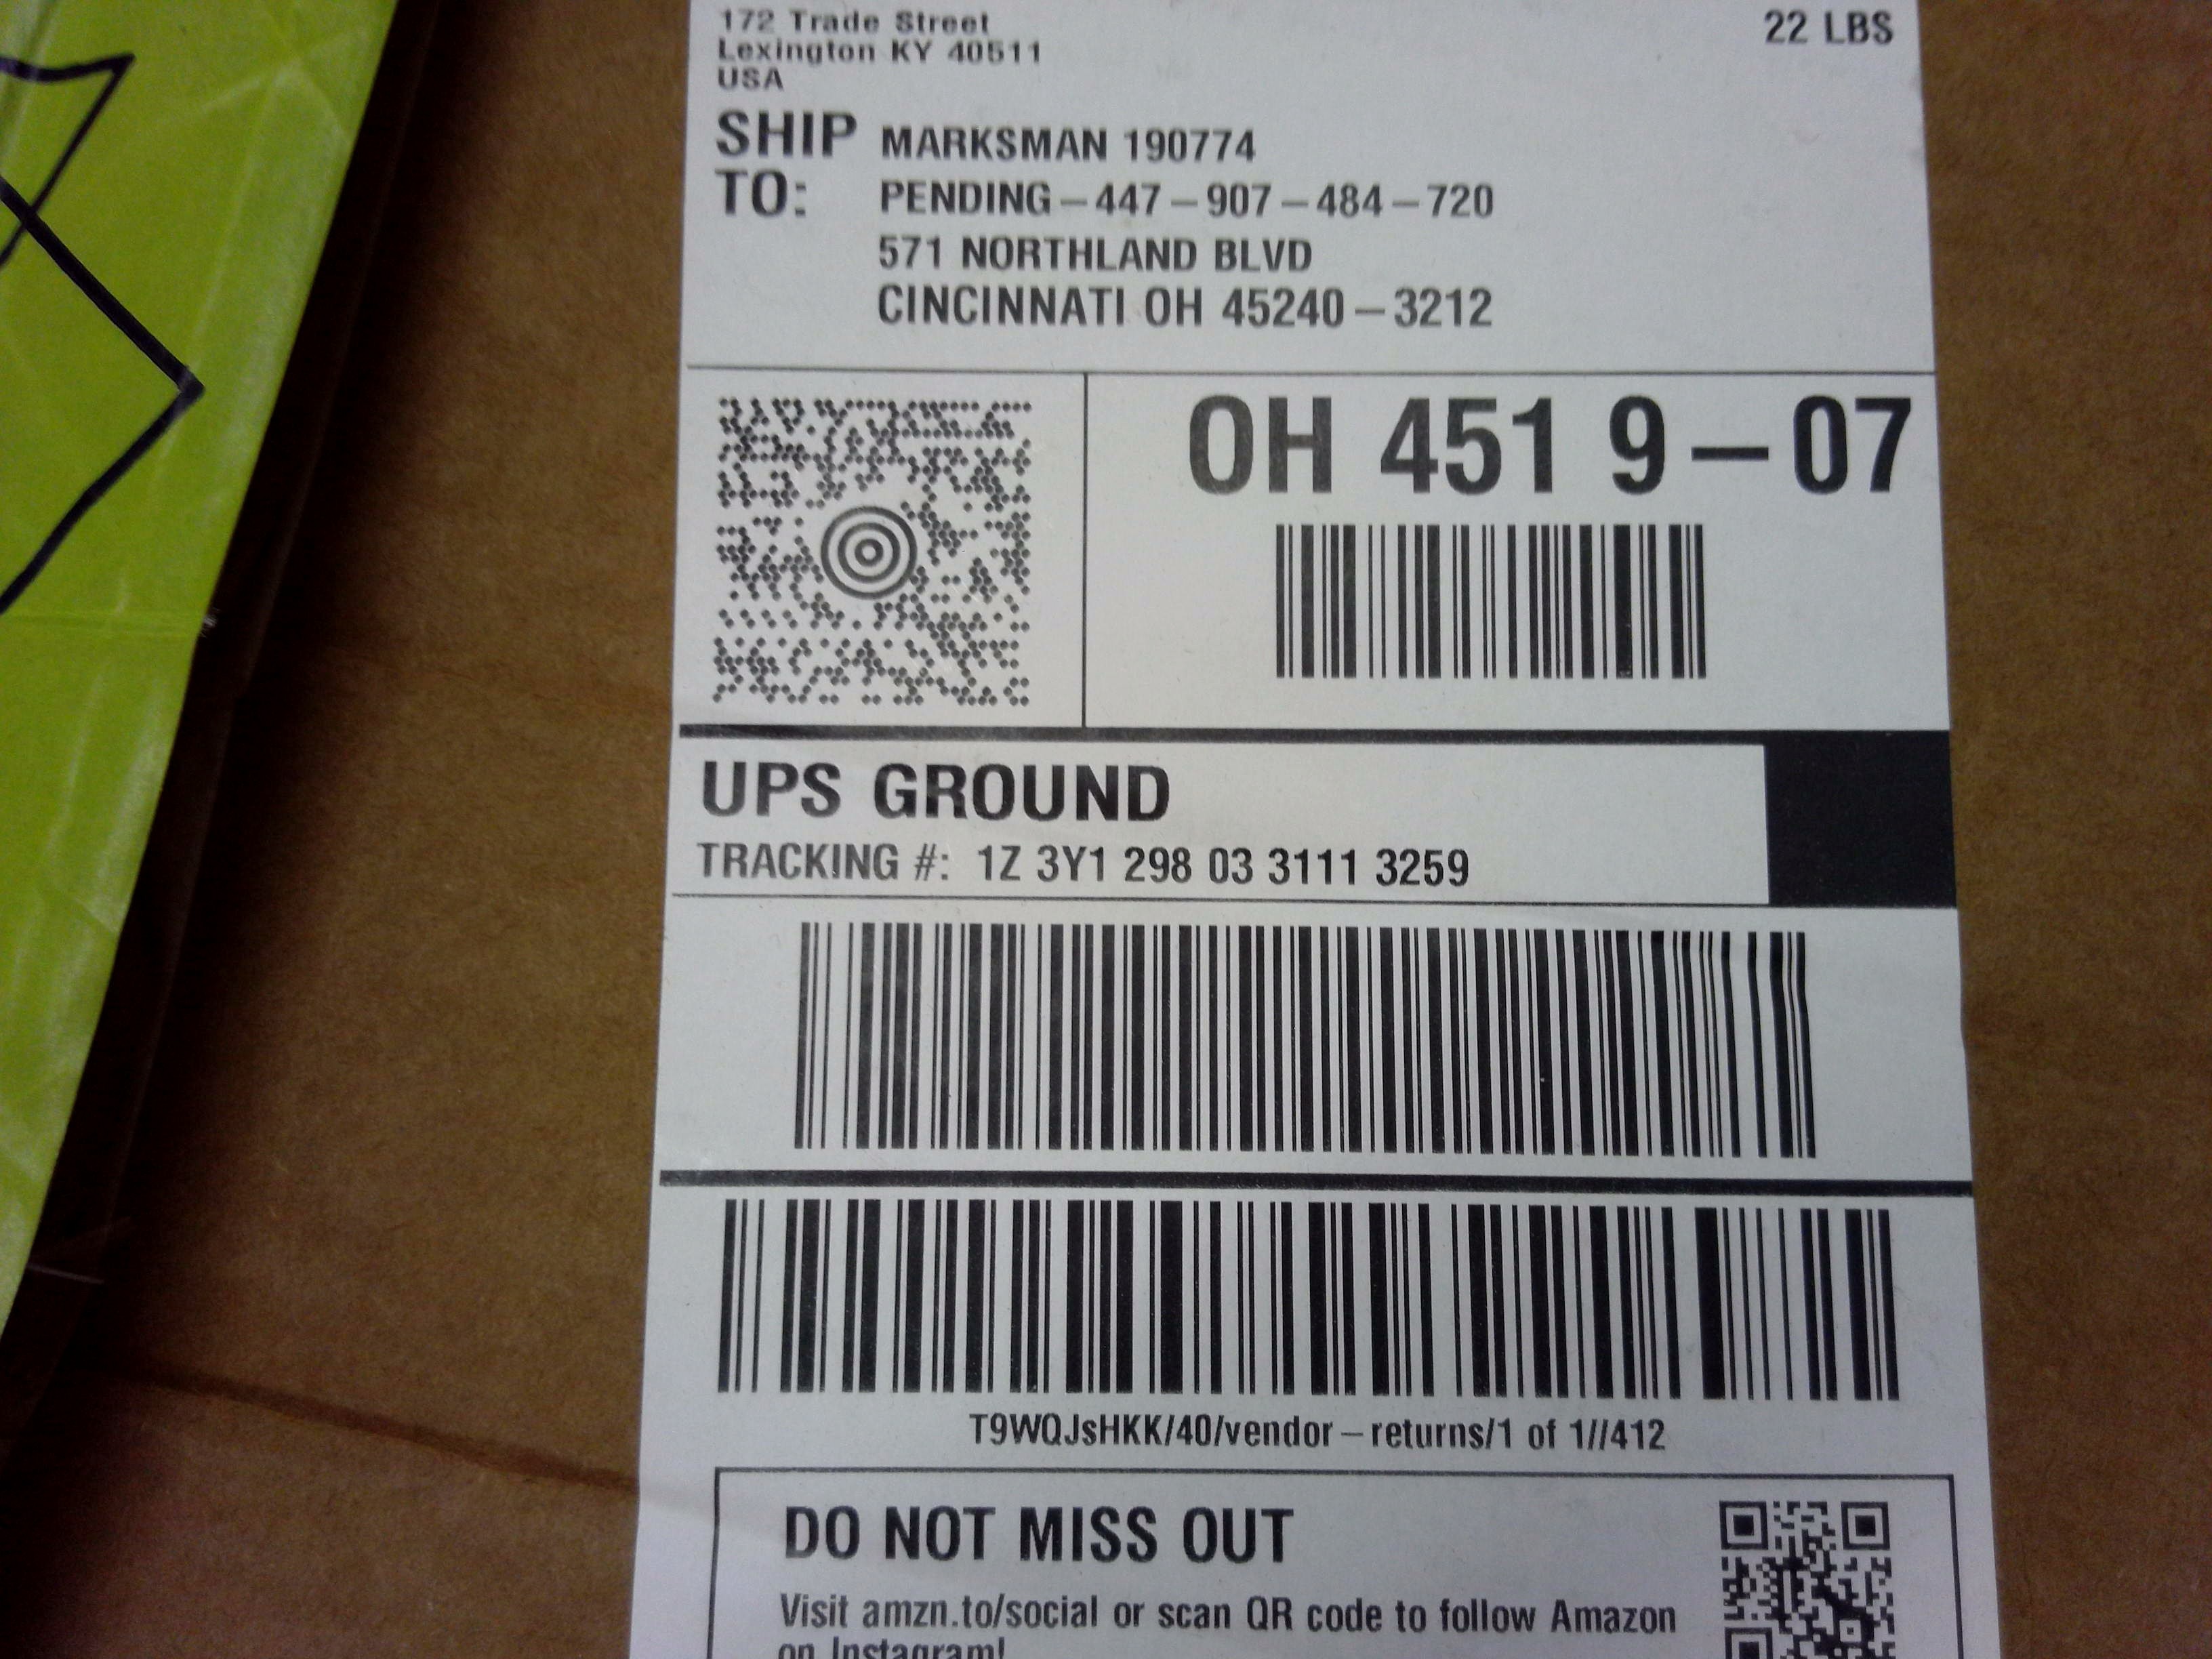 172 Trade Street
Lexington KY 40511
USA
22 LBS
SHIP TO:
MARKSMAN 190774
PENDING-447-907-484-720
571 NORTHLAND BLVD
CINCINNATI OH 45240-3212
OH 451 9-07
UPS GROUND
TRACKING #: 1Z 3Y1 298 03 3111 3259
T9WQJsHKK/40/vendor-returns/1 of 1//412
DO NOT MISS OUT
Visit amzn.to/social or scan QR code to follow Amazon
on Instagram!